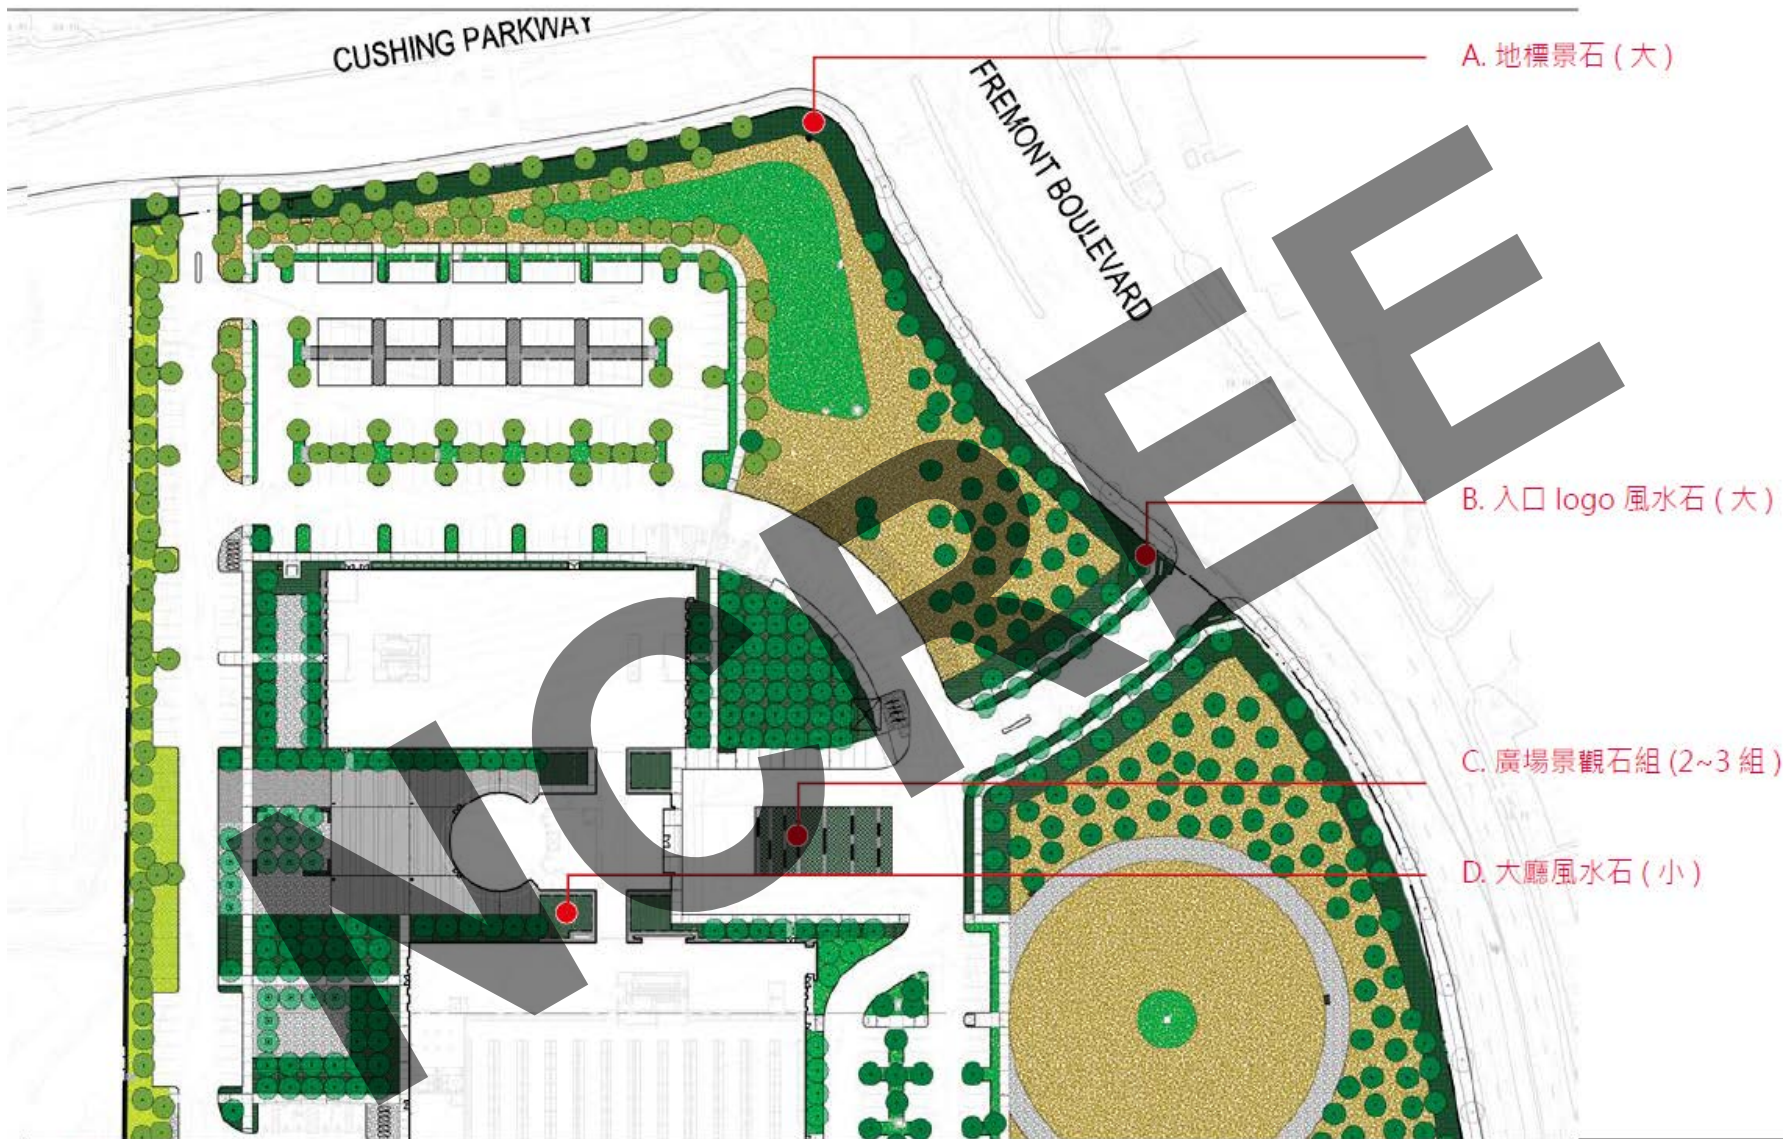 CUSHING PARKWAY
FREMONT BOULEVARD
A. 地標景石 ( 大 )
B. 入口 logo 風水石 ( 大 )
C. 廣場景觀石組 (2~3 組 )
D. 大廳風水石 ( 小 )
NCREE